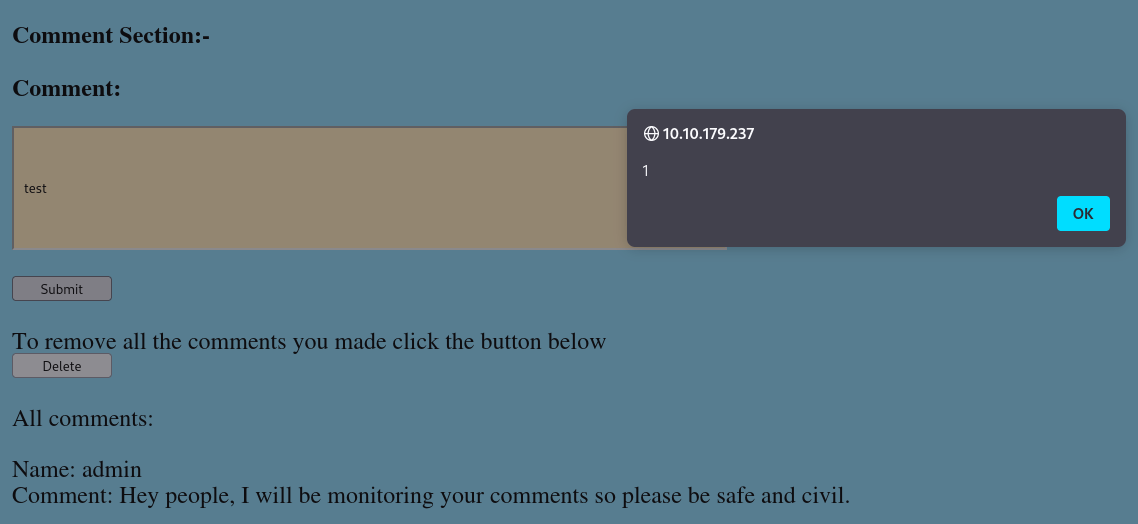 Comment Section:-
Comment:
10.10.179.237
1
test
OK
Submit
To remove all the comments you made click the button below
Delete
All comments:
Name: admin
Comment: Hey people, I will be monitoring your comments so please be safe and civil.